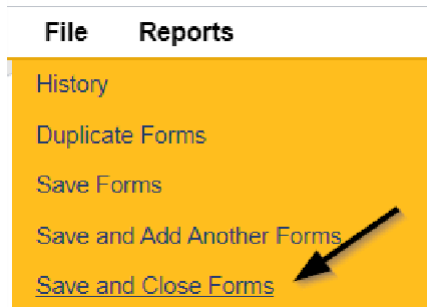 File Reports
History
Duplicate Forms
Save Forms
Save and Add Another Forms
Save and Close Forms